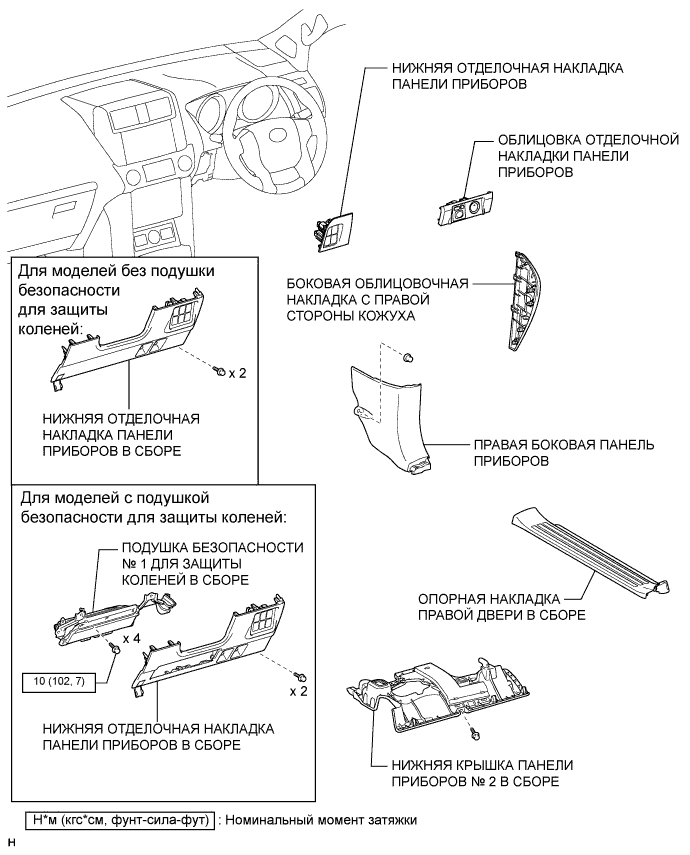 НИЖНЯЯ ОТДЕЛОЧНАЯ НАКЛАДКА
ПАНЕЛИ ПРИБОРОВ
ОБЛИЦОВКА ОТДЕЛОЧНОЙ
НАКЛАДКИ ПАНЕЛИ
ПРИБОРОВ
Для моделей без подушки
безопасности
для защиты
коленей:
x 2
НИЖНЯЯ ОТДЕЛОЧНАЯ
НАКЛАДКА ПАНЕЛИ
ПРИБОРОВ В СБОРЕ
БОКОВАЯ ОБЛИЦОВОЧНАЯ
НАКЛАДКА С ПРАВОЙ
СТОРОНЫ КОЖУХА
ПРАВАЯ БОКОВАЯ ПАНЕЛЬ
ПРИБОРОВ
Для моделей с подушкой
безопасности для защиты коленей:
ПОДУШКА БЕЗОПАСНОСТИ
№ 1 ДЛЯ ЗАЩИТЫ
КОЛЕНЕЙ В СБОРЕ
x 4
10 (102, 7)
x 2
НИЖНЯЯ ОТДЕЛОЧНАЯ НАКЛАДКА
ПАНЕЛИ ПРИБОРОВ В СБОРЕ
ОПОРНАЯ НАКЛАДКА
ПРАВОЙ ДВЕРИ В СБОРЕ
НИЖНЯЯ КРЫШКА ПАНЕЛИ
ПРИБОРОВ № 2 В СБОРЕ
Н*м (кгс*см, фунт-сила-фут) : Номинальный момент затяжки
H